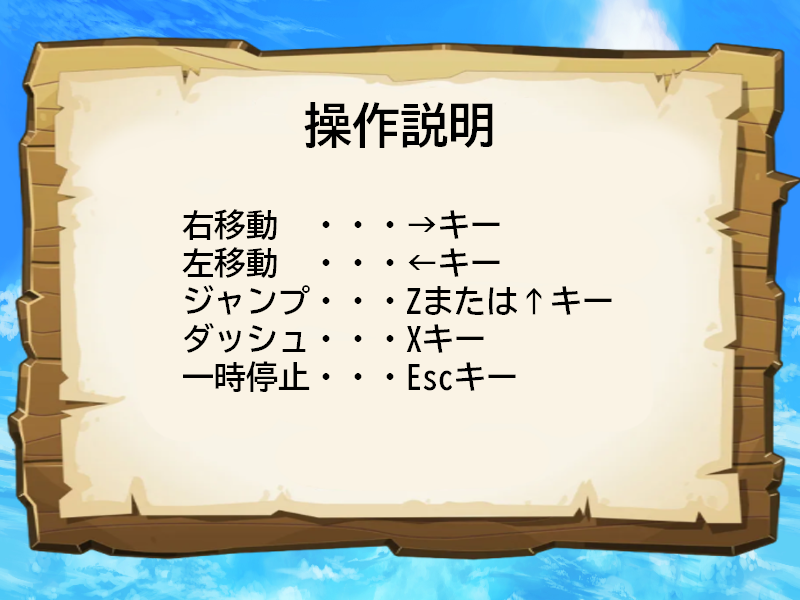 操作説明
右移動　・・・→キー
左移動　・・・←キー
ジャンプ・・・Zまたは↑キー
ダッシュ・・・Xキー
一時停止・・・Escキー